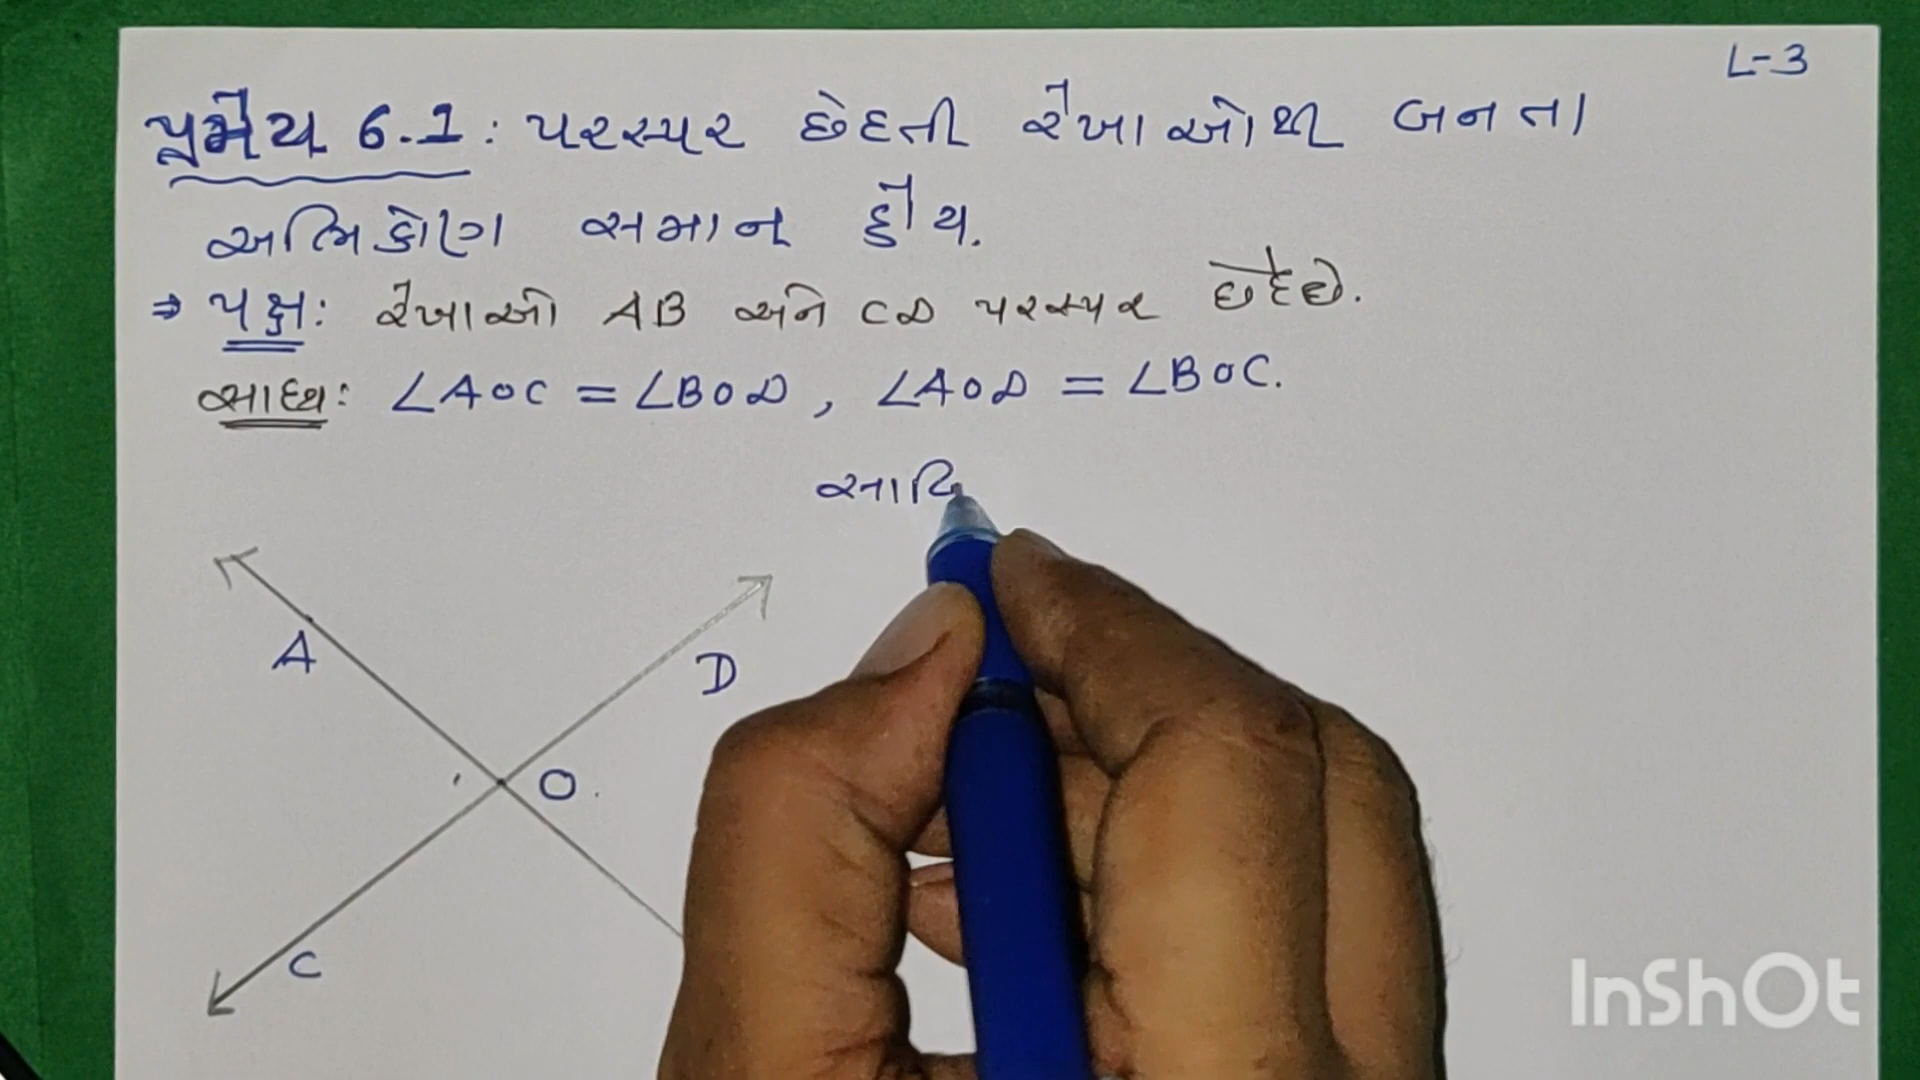 L-3
પ્રમેય 6.1 : પરસ્પર છેદતી રેખાઓથી બનતા
અભિકોણ સમાન હોય.
⇒ પક્ષ : રેખાઓ AB અને CD પરસ્પર છેદે છે.
સાધ્ય : ∠AOC = ∠BOD , ∠AOD = ∠BOC.
સાબિ
A
D
O
C
InShOt